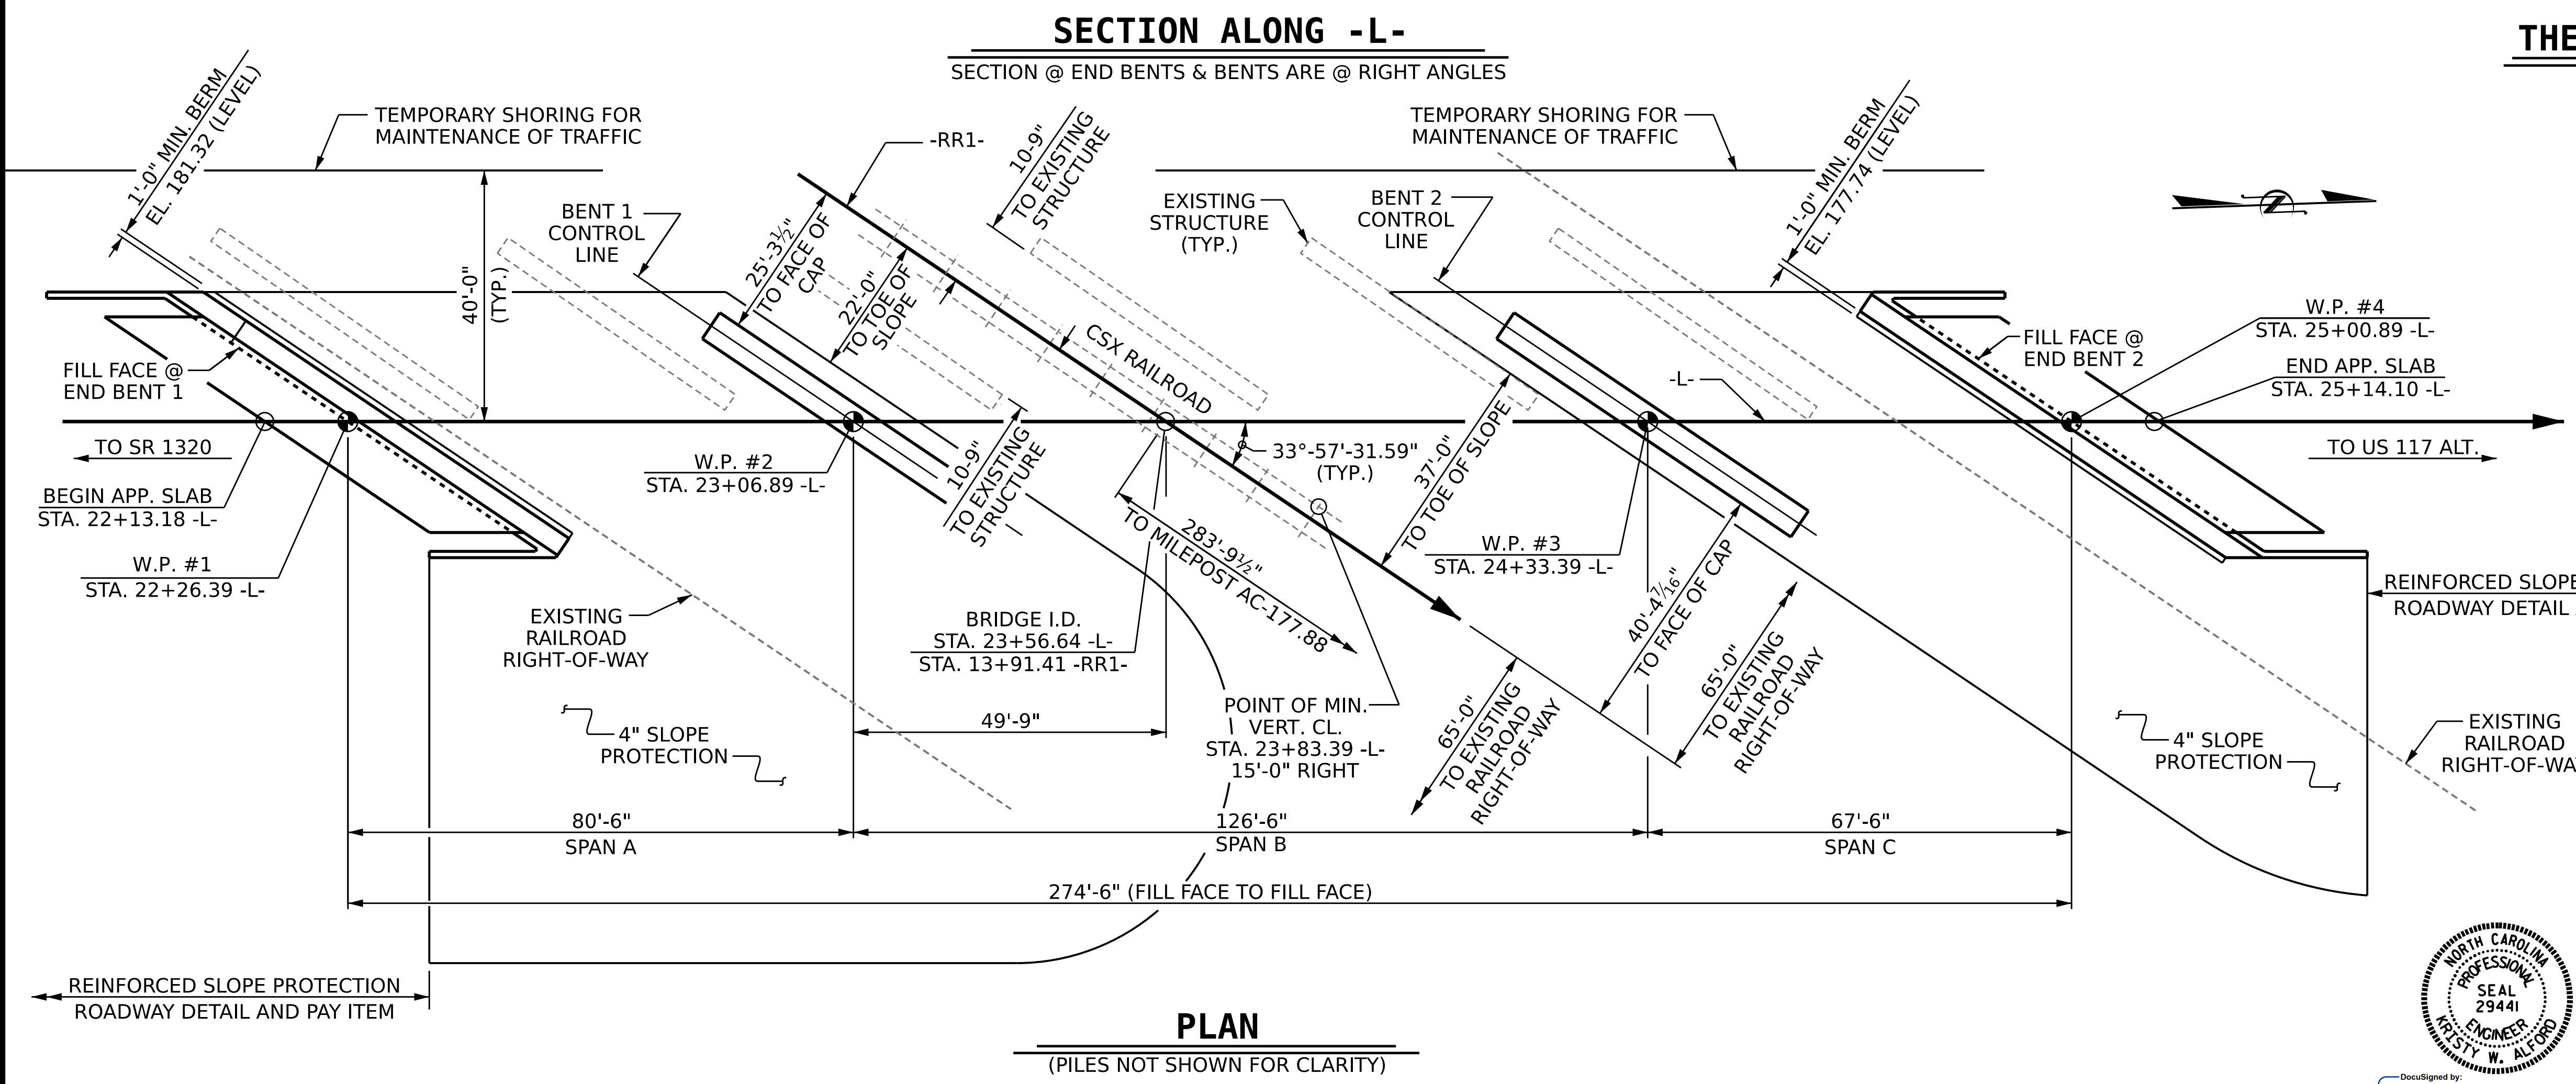 SECTION ALONG -L-
SECTION @ END BENTS & BENTS ARE @ RIGHT ANGLES
THE
1'-0" MIN. BERM
EL. 181.32 (LEVEL)
TEMPORARY SHORING FOR
MAINTENANCE OF TRAFFIC
-RR1-
10-9"
TO EXISTING
STRUCTURE
TEMPORARY SHORING FOR
MAINTENANCE OF TRAFFIC
1'-0" MIN. BERM
EL. 177.74 (LEVEL)
BENT 1
CONTROL
LINE
25'-3½"
TO FACE OF
CAP
22'-0"
TO TOE OF
SLOPE
EXISTING
STRUCTURE
(TYP.)
BENT 2
CONTROL
LINE
40'-0"
(TYP.)
CSX RAILROAD
FILL FACE @
END BENT 1
FILL FACE @
END BENT 2
W.P. #4
STA. 25+00.89 -L-
END APP. SLAB
STA. 25+14.10 -L-
-L-
TO SR 1320
TO US 117 ALT.
BEGIN APP. SLAB
STA. 22+13.18 -L-
W.P. #1
STA. 22+26.39 -L-
W.P. #2
STA. 23+06.89 -L-
10-9"
TO EXISTING
STRUCTURE
33°-57'-31.59"
(TYP.)
37'-0"
TO TOE OF SLOPE
283'-9½"
TO MILEPOST AC-177.88
W.P. #3
STA. 24+33.39 -L-
40'-4⁷⁄₁₆"
TO FACE OF CAP
EXISTING
RAILROAD
RIGHT-OF-WAY
BRIDGE I.D.
STA. 23+56.64 -L-
STA. 13+91.41 -RR1-
65'-0"
TO EXISTING
RAILROAD
RIGHT-OF-WAY
65'-0"
TO EXISTING
RAILROAD
RIGHT-OF-WAY
REINFORCED SLOPE
ROADWAY DETAIL
POINT OF MIN.
VERT. CL.
STA. 23+83.39 -L-
15'-0" RIGHT
49'-9"
4" SLOPE
PROTECTION
4" SLOPE
PROTECTION
EXISTING
RAILROAD
RIGHT-OF-WA
80'-6"
SPAN A
126'-6"
SPAN B
67'-6"
SPAN C
274'-6" (FILL FACE TO FILL FACE)
REINFORCED SLOPE PROTECTION
ROADWAY DETAIL AND PAY ITEM
PLAN
(PILES NOT SHOWN FOR CLARITY)
NORTH CAROLINA
PROFESSIONAL
SEAL
29441
ENGINEER
KRISTY W. ALFORD
DocuSigned by: